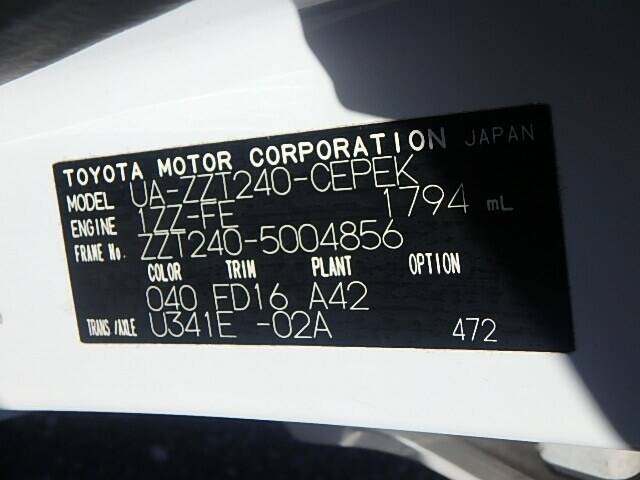 TOYOTA MOTOR CORPORATION JAPAN
MODEL UA-ZZT240-CEPEK
ENGINE 1ZZ-FE 1794 mL
FRAME No. ZZT240-5004856
COLOR TRIM PLANT OPTION
040 FD16 A42
TRANS/AXLE U341E -02A 472